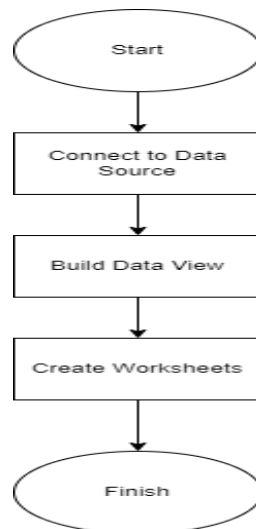 Start
Connect to Data
Source
Build Data View
Create Worksheets
Finish